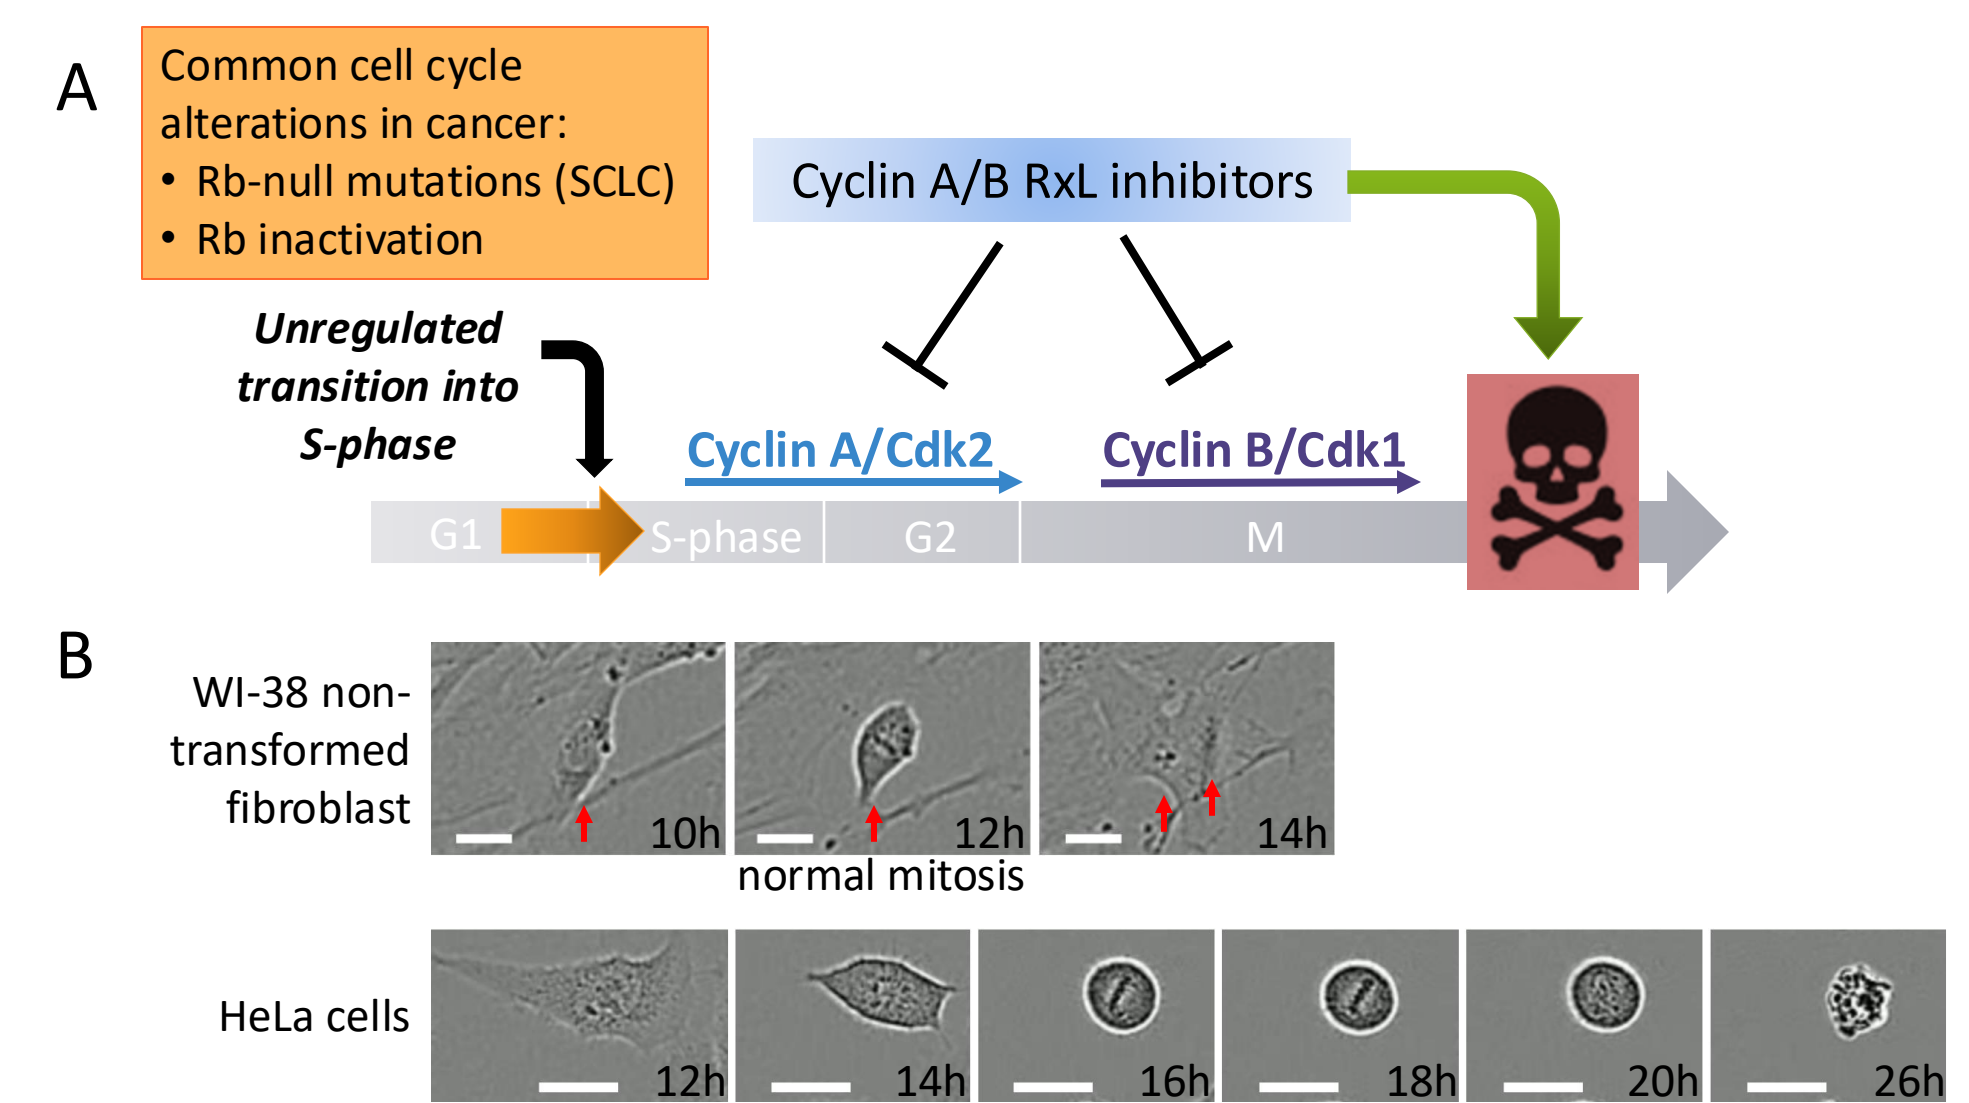 A
Common cell cycle
alterations in cancer:
• Rb-null mutations (SCLC)
• Rb inactivation
Cyclin A/B RxL inhibitors
Unregulated
transition into
S-phase
Cyclin A/Cdk2
Cyclin B/Cdk1
G1
S-phase
G2
M
B
WI-38 non-
transformed
fibroblast
10h
12h
14h
normal mitosis
HeLa cells
12h
14h
16h
18h
20h
26h